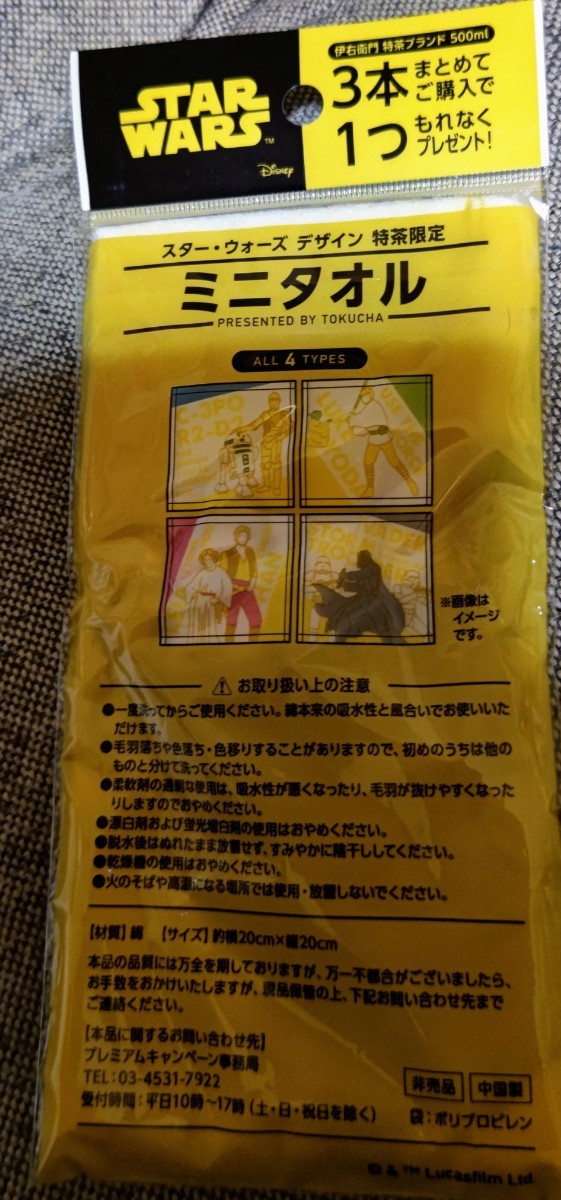 STAR
WARS™
Disney
伊右衛門 特茶ブランド 500ml
3本 まとめて
ご購入で
1つ もれなく
プレゼント!
スター・ウォーズ デザイン 特茶限定
ミニタオル
PRESENTED BY TOKUCHA
ALL 4 TYPES
C-3PO
R2-D2
※画像は
イメージ
です。
⚠ お取り扱い上の注意
●一度洗ってからご使用ください。綿本来の吸水性と風合いでお使いいた
だけます。
●毛羽落ちや色落ち・色移りすることがありますので、初めのうちは他の
ものと分けて洗ってください。
●柔軟剤の過剰な使用は、吸水性が悪くなったり、毛羽が抜けやすくなった
りしますのでおやめください。
●漂白剤および蛍光増白剤の使用はおやめください。
●脱水後はぬれたまま放置せず、すみやかに陰干ししてください。
●乾燥機の使用はおやめください。
●火のそばや高温になる場所では使用・放置しないでください。
【材質】綿 【サイズ】約横20cm×縦20cm
本品の品質には万全を期しておりますが、万一不都合がございましたら、
お手数をおかけいたしますが、現品保管の上、下記お問い合わせ先まで
ご連絡ください。
【本品に関するお問い合わせ先】
プレミアムキャンペーン事務局
TEL:03-4531-7922
受付時間:平日10時~17時(土・日・祝日を除く)
非売品 中国製
袋:ポリプロピレン
© & ™ Lucasfilm Ltd.